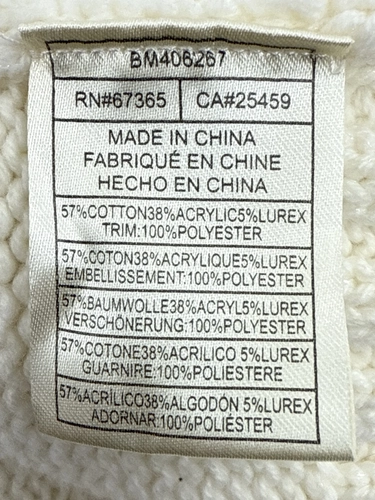 BM406267
RN#67365 CA#25459
MADE IN CHINA
FABRIQUÉ EN CHINE
HECHO EN CHINA
57%COTTON38%ACRYLIC5%LUREX
TRIM:100%POLYESTER
57%COTON38%ACRYLIQUE5%LUREX
EMBELLISSEMENT:100%POLYESTER
57%BAUMWOLLE38%ACRYL5%LUREX
VERSCHÖNERUNG:100%POLYESTER
57%COTONE38%ACRILICO 5%LUREX
GUARNIRE:100%POLIESTERE
57%ACRÍLICO38%ALGODÓN 5%LUREX
ADORNAR:100%POLIÉSTER